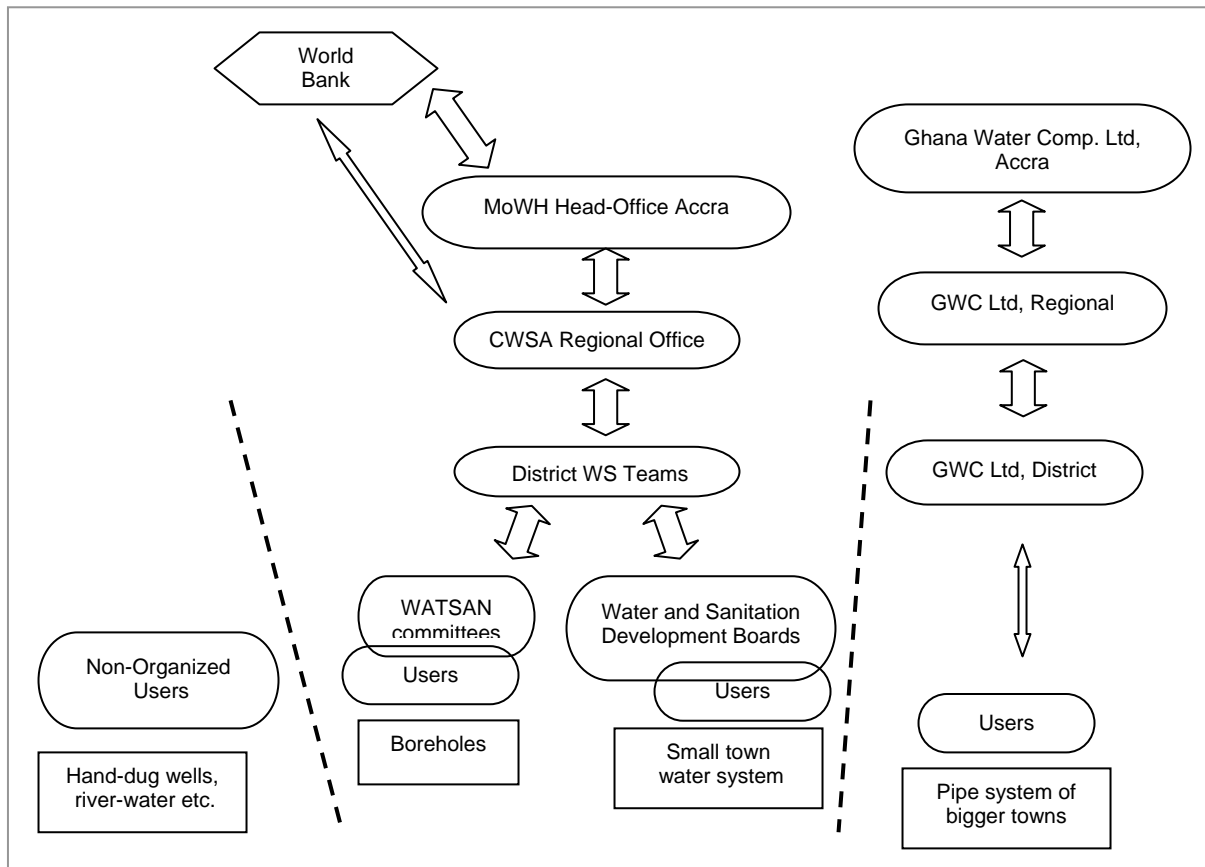 World
Bank
Ghana Water Comp. Ltd,
Accra
MoWH Head-Office Accra
GWC Ltd, Regional
CWSA Regional Office
GWC Ltd, District
District WS Teams
WATSAN
committees
Water and Sanitation
Development Boards
Non-Organized
Users
Users
Users
Users
Boreholes
Small town
water system
Hand-dug wells,
river-water etc.
Pipe system of
bigger towns